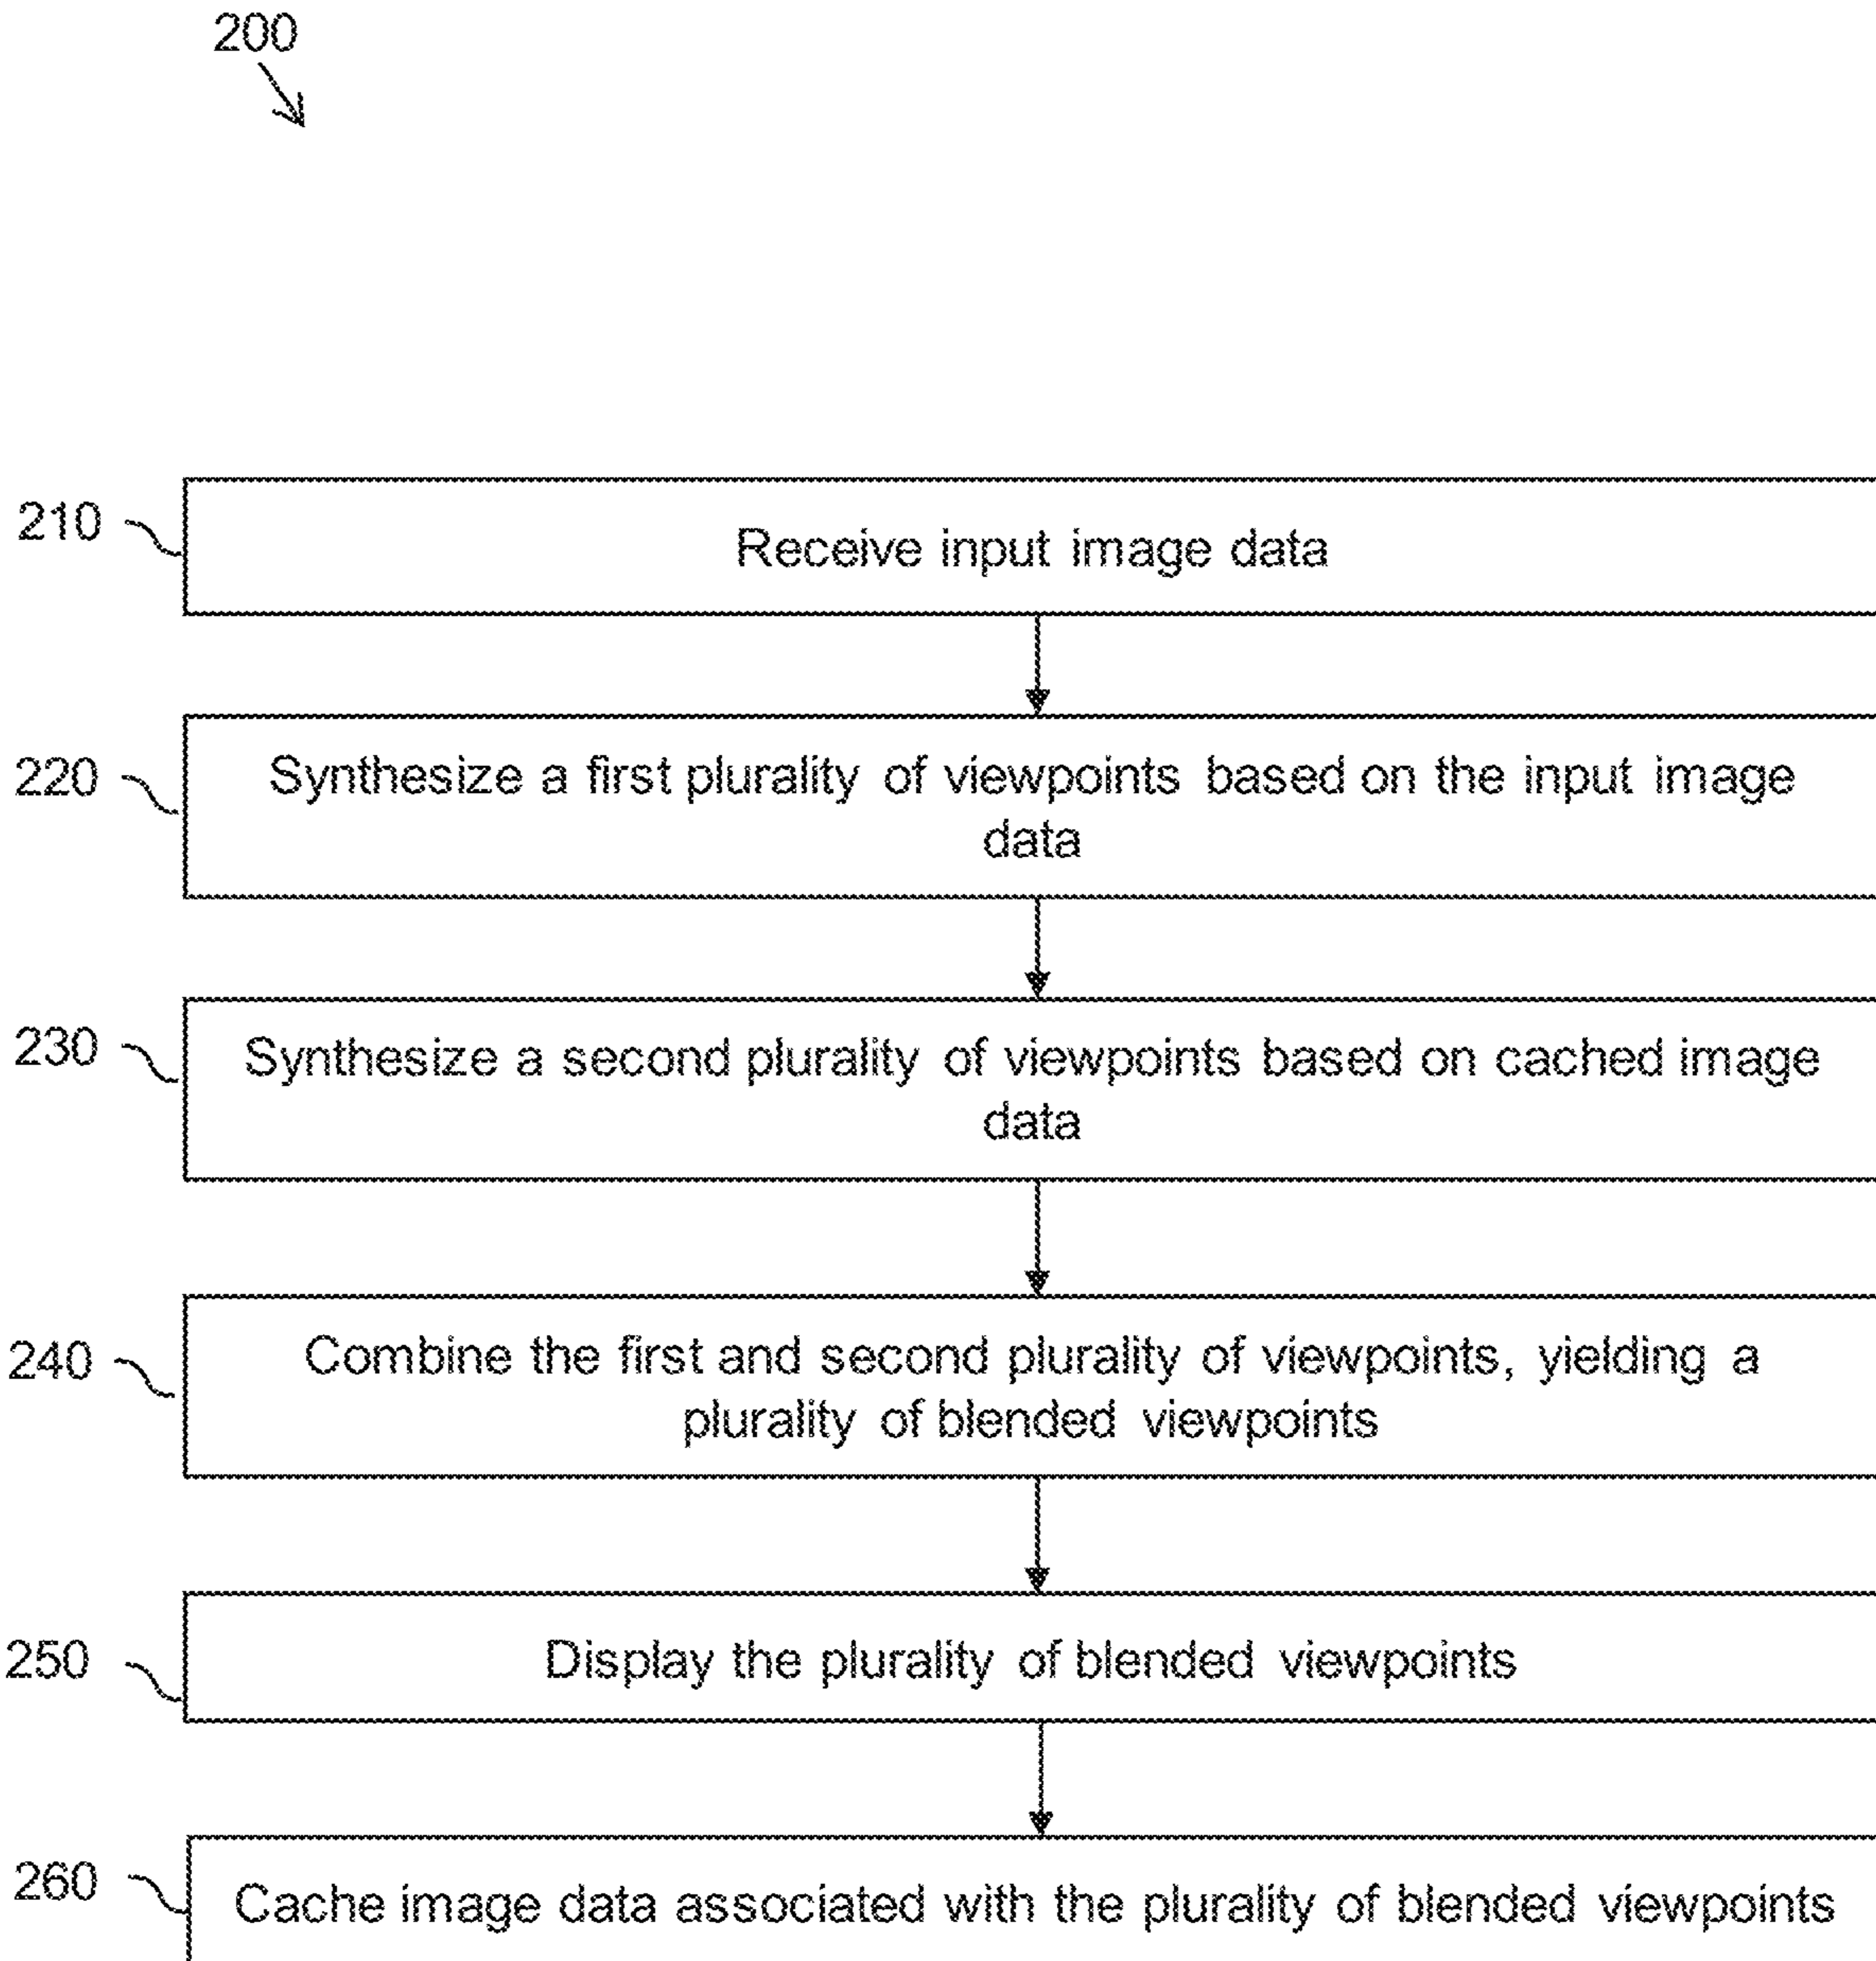 200
210
Receive input image data
220
Synthesize a first plurality of viewpoints based on the input image
data
230
Synthesize a second plurality of viewpoints based on cached image
data
240
Combine the first and second plurality of viewpoints, yielding a
plurality of blended viewpoints
250
Display the plurality of blended viewpoints
260
Cache image data associated with the plurality of blended viewpoints